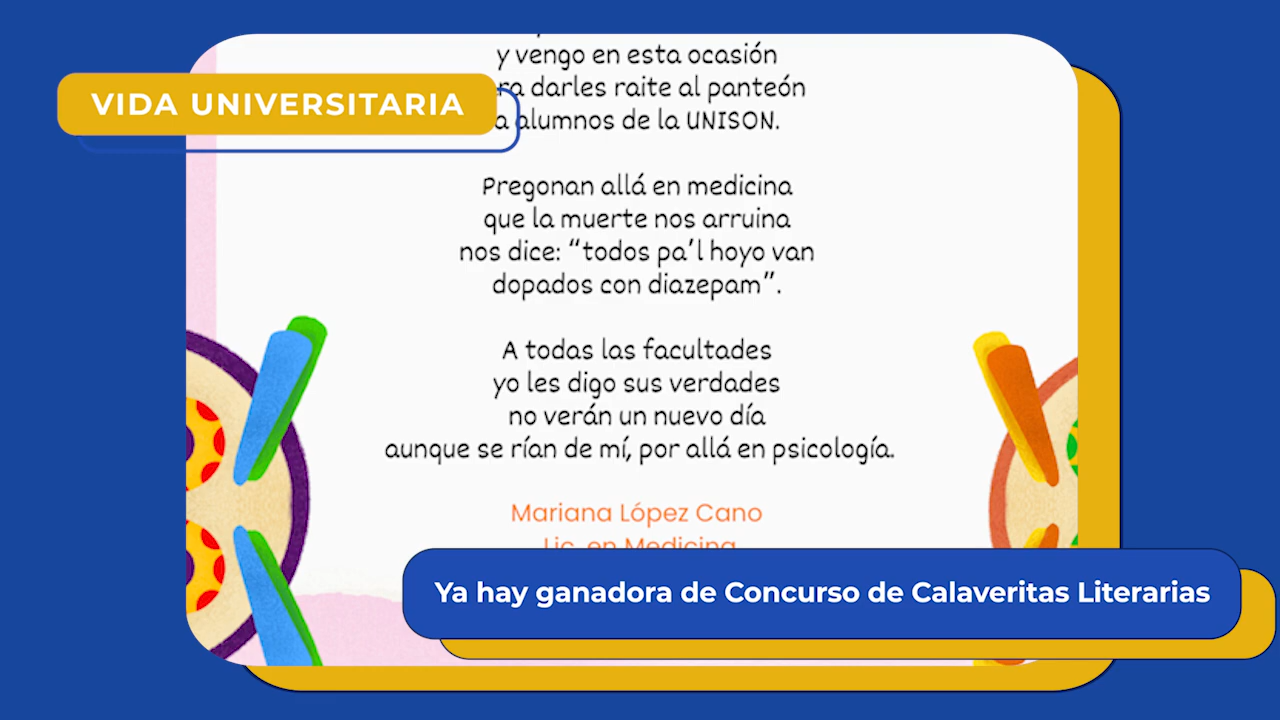 VIDA UNIVERSITARIA
y vengo en esta ocasión
darles raite al panteón
a alumnos de la UNISON.
Pregonan allá en medicina
que la muerte nos arruina
nos dice: “todos pa’l hoyo van
dopados con diazepam”.
A todas las facultades
yo les digo sus verdades
no verán un nuevo día
aunque se rían de mí, por allá en psicología.
Mariana López Cano
Lic. en Medicina
Ya hay ganadora de Concurso de Calaveritas Literarias